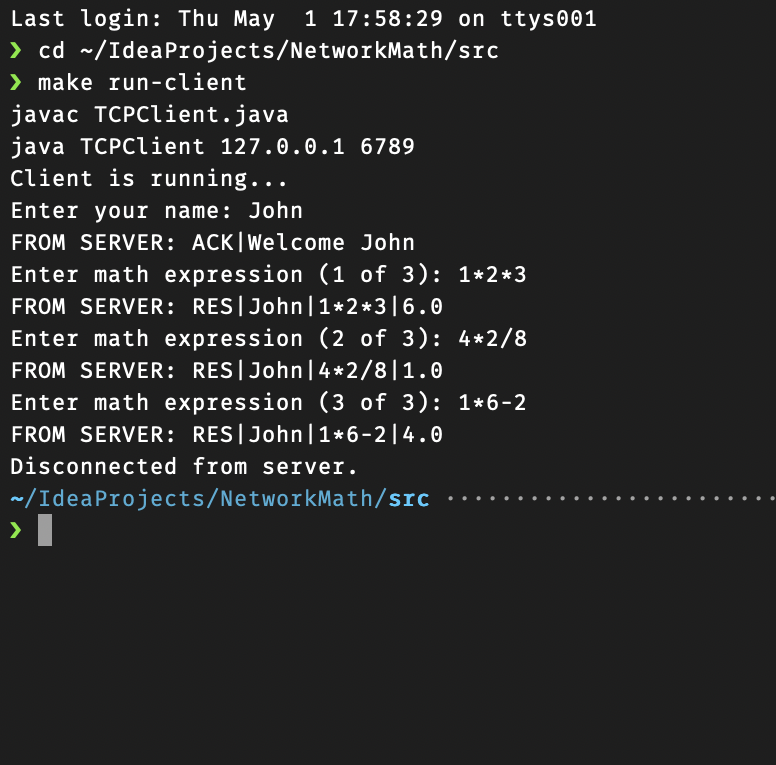 Last login: Thu May  1 17:58:29 on ttys001
❯ cd ~/IdeaProjects/NetworkMath/src
❯ make run-client
javac TCPClient.java
java TCPClient 127.0.0.1 6789
Client is running...
Enter your name: John
FROM SERVER: ACK|Welcome John
Enter math expression (1 of 3): 1*2*3
FROM SERVER: RES|John|1*2*3|6.0
Enter math expression (2 of 3): 4*2/8
FROM SERVER: RES|John|4*2/8|1.0
Enter math expression (3 of 3): 1*6-2
FROM SERVER: RES|John|1*6-2|4.0
Disconnected from server.
~/IdeaProjects/NetworkMath/src ························
❯